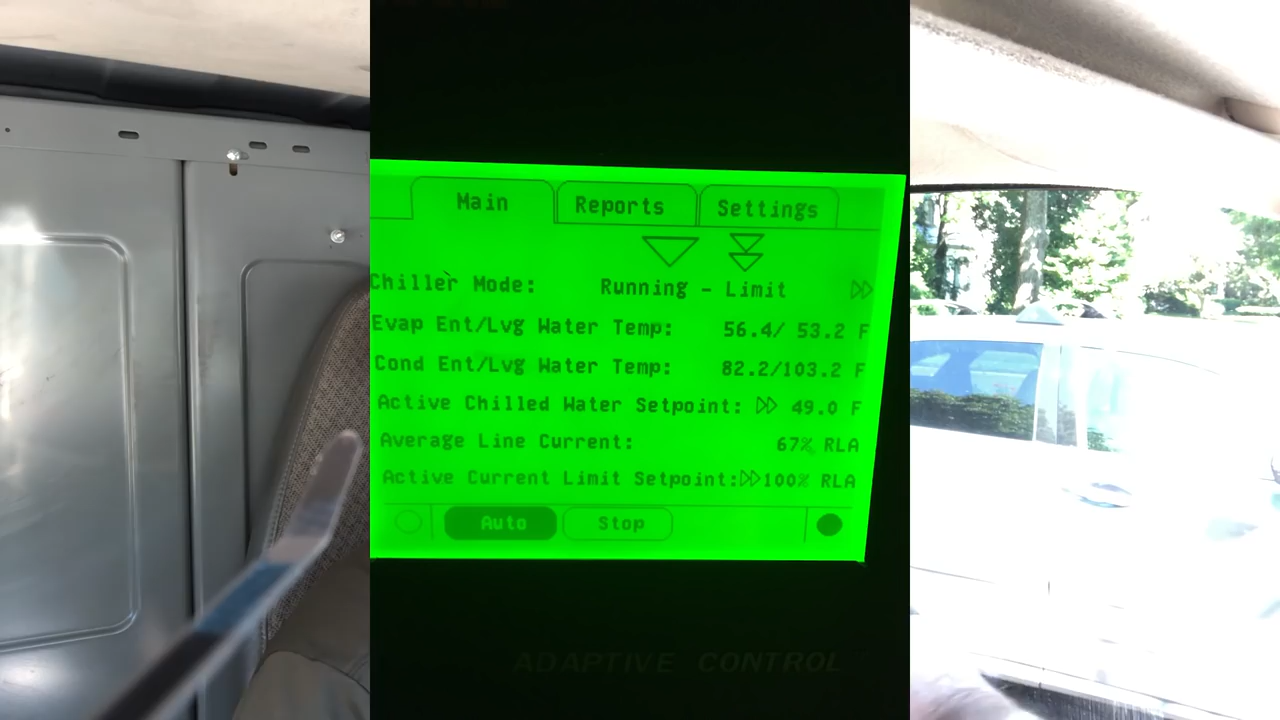 Main Reports Settings
Chiller Mode: Running - Limit
Evap Ent/Lvg Water Temp: 56.4/ 53.2 F
Cond Ent/Lvg Water Temp: 82.2/103.2 F
Active Chilled Water Setpoint: 49.0 F
Average Line Current: 67% RLA
Active Current Limit Setpoint: 100% RLA
Auto Stop
ADAPTIVE CONTROL